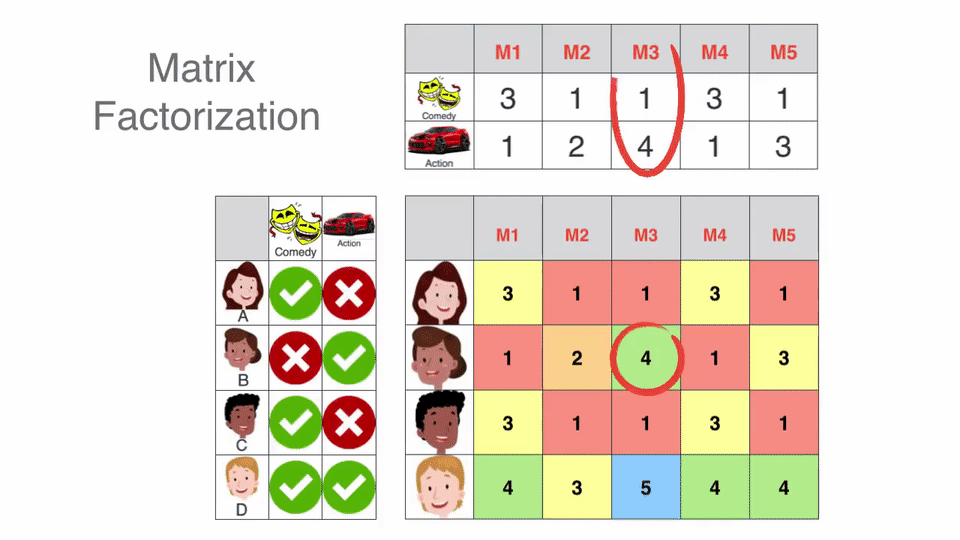 Matrix
Factorization
M1 M2 M3 M4 M5
Comedy 3 1 1 3 1
Action 1 2 4 1 3
Comedy Action
A
B
C
D
M1 M2 M3 M4 M5
3 1 1 3 1
1 2 4 1 3
3 1 1 3 1
4 3 5 4 4